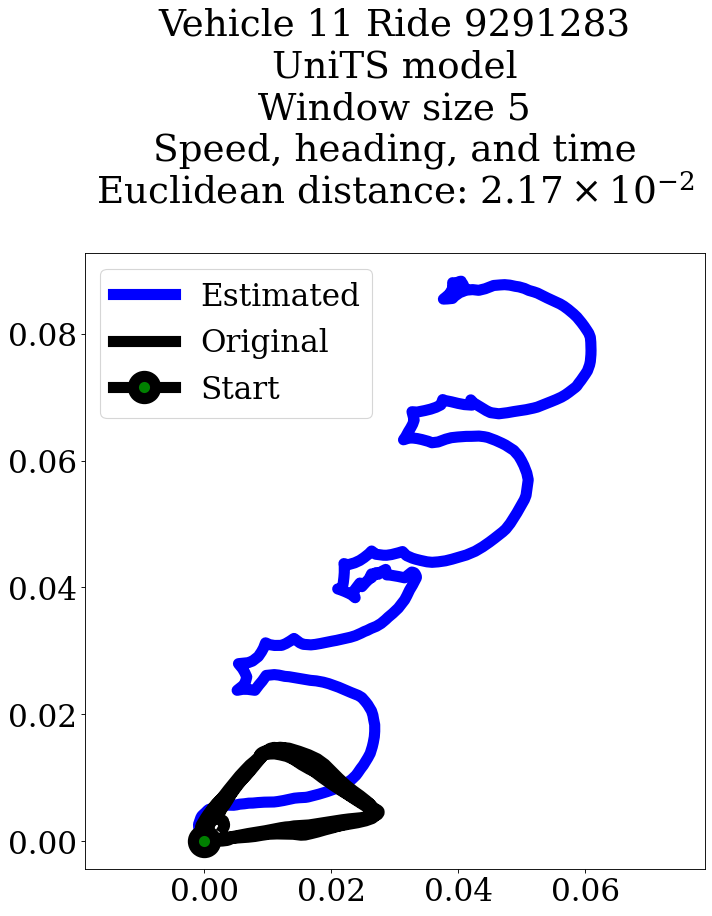 Vehicle 11 Ride 9291283
UniTS model
Window size 5
Speed, heading, and time
Euclidean distance: $2.17 \times 10^{-2}$
Estimated
Original
Start
0.08
0.06
0.04
0.02
0.00
0.00 0.02 0.04 0.06